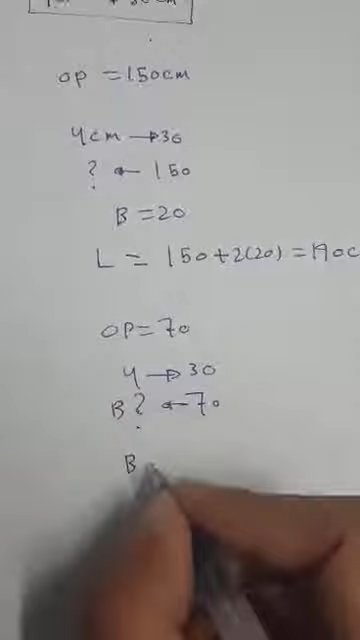 OP = 150cm
4cm → 30
? ← 150
B = 20
L = 150+2(20) = 190c
OP = 70
4 → 30
B ? ← 70
B